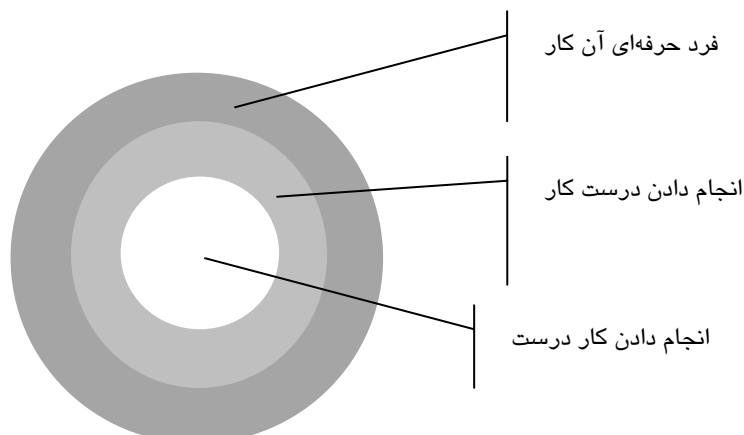 فرد حرفه‌ای آن کار
انجام دادن درست کار
انجام دادن کار درست